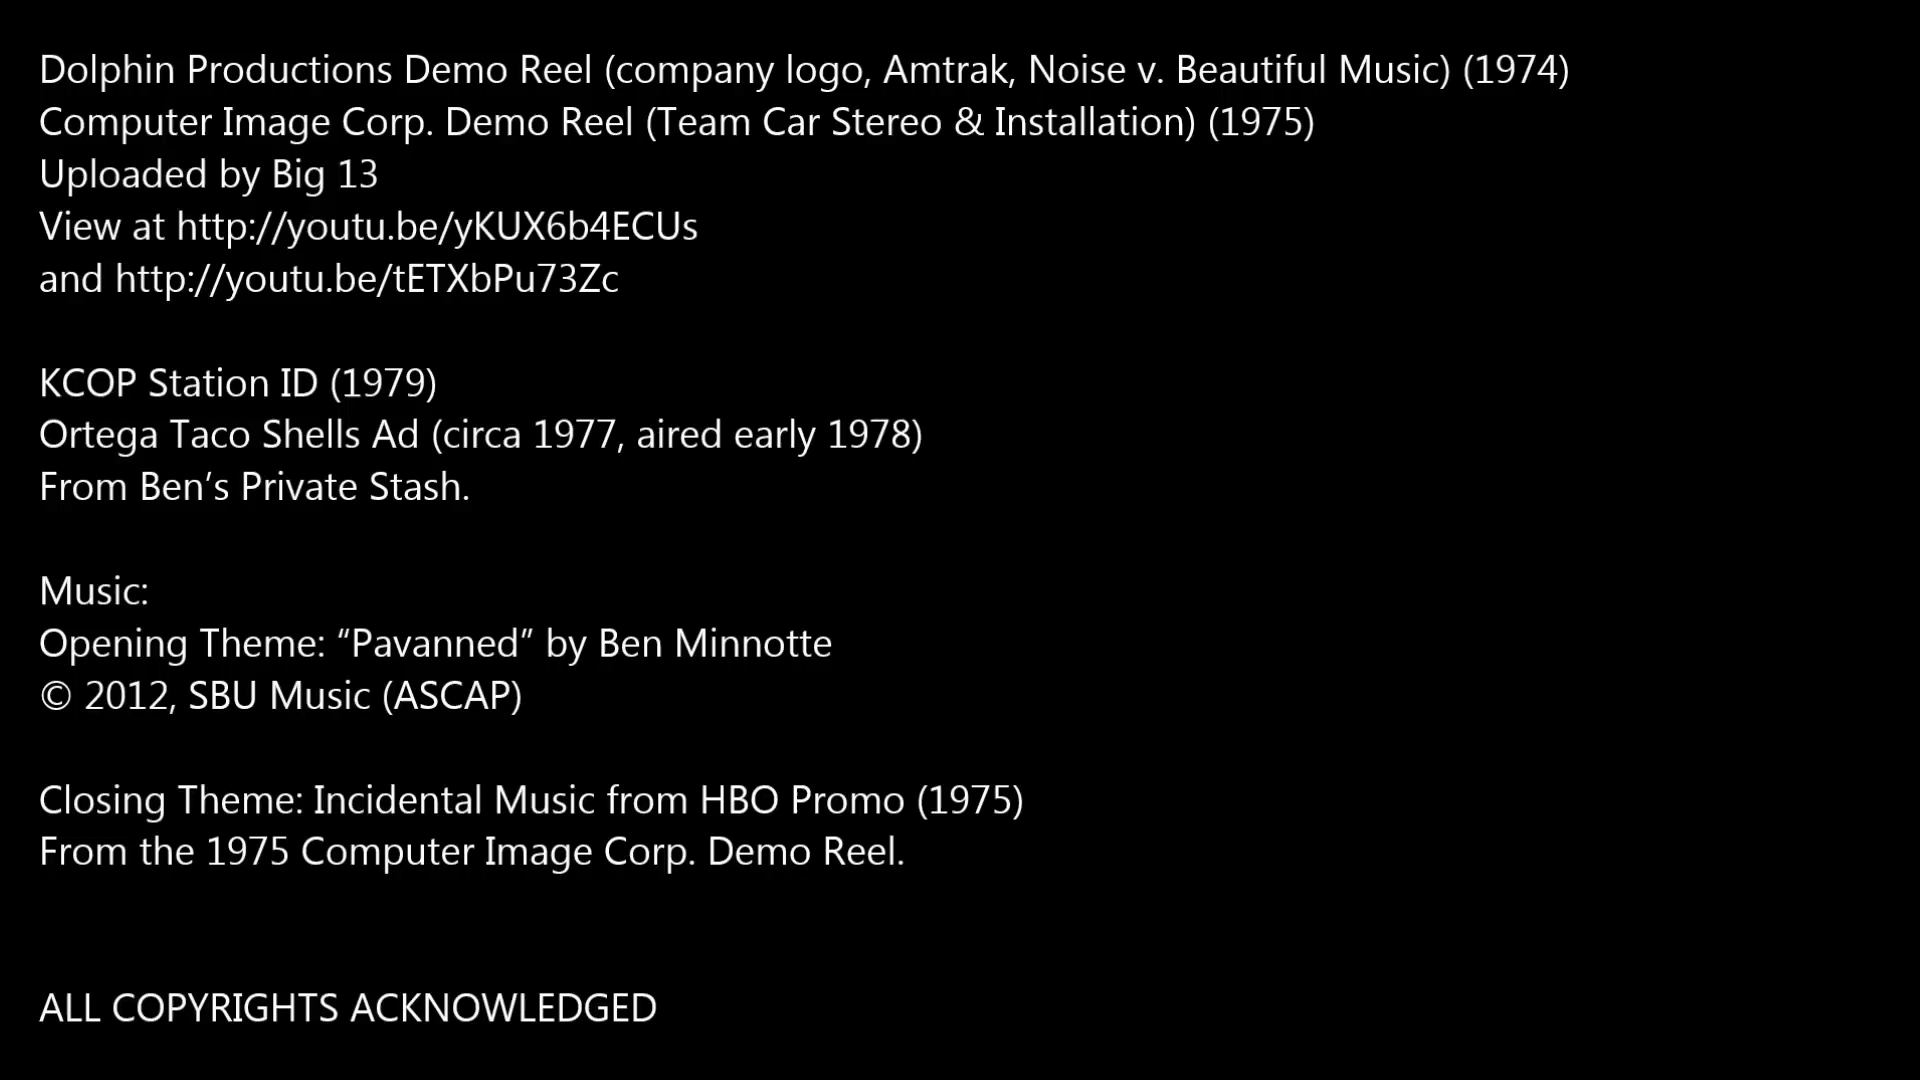 Dolphin Productions Demo Reel (company logo, Amtrak, Noise v. Beautiful Music) (1974)
Computer Image Corp. Demo Reel (Team Car Stereo & Installation) (1975)
Uploaded by Big 13
View at http://youtu.be/yKUX6b4ECUs
and http://youtu.be/tETXbPu73Zc
KCOP Station ID (1979)
Ortega Taco Shells Ad (circa 1977, aired early 1978)
From Ben’s Private Stash.
Music:
Opening Theme: “Pavanned” by Ben Minnotte
© 2012, SBU Music (ASCAP)
Closing Theme: Incidental Music from HBO Promo (1975)
From the 1975 Computer Image Corp. Demo Reel.
ALL COPYRIGHTS ACKNOWLEDGED